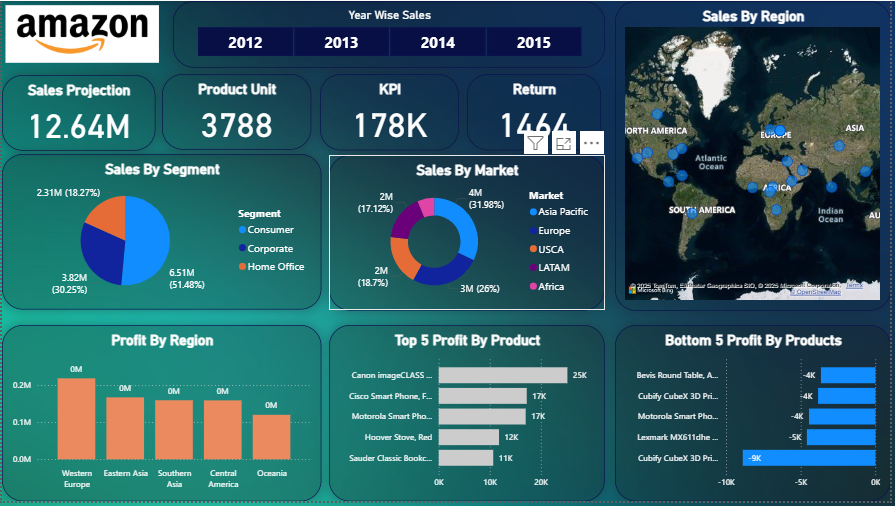 amazon
Year Wise Sales
2012 2013 2014 2015
Sales Projection
12.64M
Product Unit
3788
KPI
178K
Return
1464
Sales By Region
NORTH AMERICA
EUROPE
ASIA
Atlantic
Ocean
AFRICA
SOUTH AMERICA
Indian
Ocean
AU
Microsoft Bing
© 2025 TomTom, Earthstar Geographics SIO, © 2025 Microsoft Corporation, Terms
© OpenStreetMap
Sales By Segment
2.31M (18.27%)
3.82M
(30.25%)
6.51M
(51.48%)
Segment
Consumer
Corporate
Home Office
Sales By Market
2M
(17.12%)
4M
(31.98%)
2M
(18.7%)
3M (26%)
Market
Asia Pacific
Europe
USCA
LATAM
Africa
Profit By Region
0.2M
0.1M
0.0M
0M
0M
0M
0M
0M
Western
Europe
Eastern Asia
Southern
Asia
Central
America
Oceania
Top 5 Profit By Product
Canon imageCLASS ... 25K
Cisco Smart Phone, F... 17K
Motorola Smart Pho... 17K
Hoover Stove, Red 12K
Sauder Classic Bookc... 11K
0K 10K 20K
Bottom 5 Profit By Products
Bevis Round Table, A... -4K
Cubify CubeX 3D Pri... -4K
Motorola Smart Pho... -4K
Lexmark MX611dhe ... -5K
Cubify CubeX 3D Pri... -9K
-10K -5K 0K